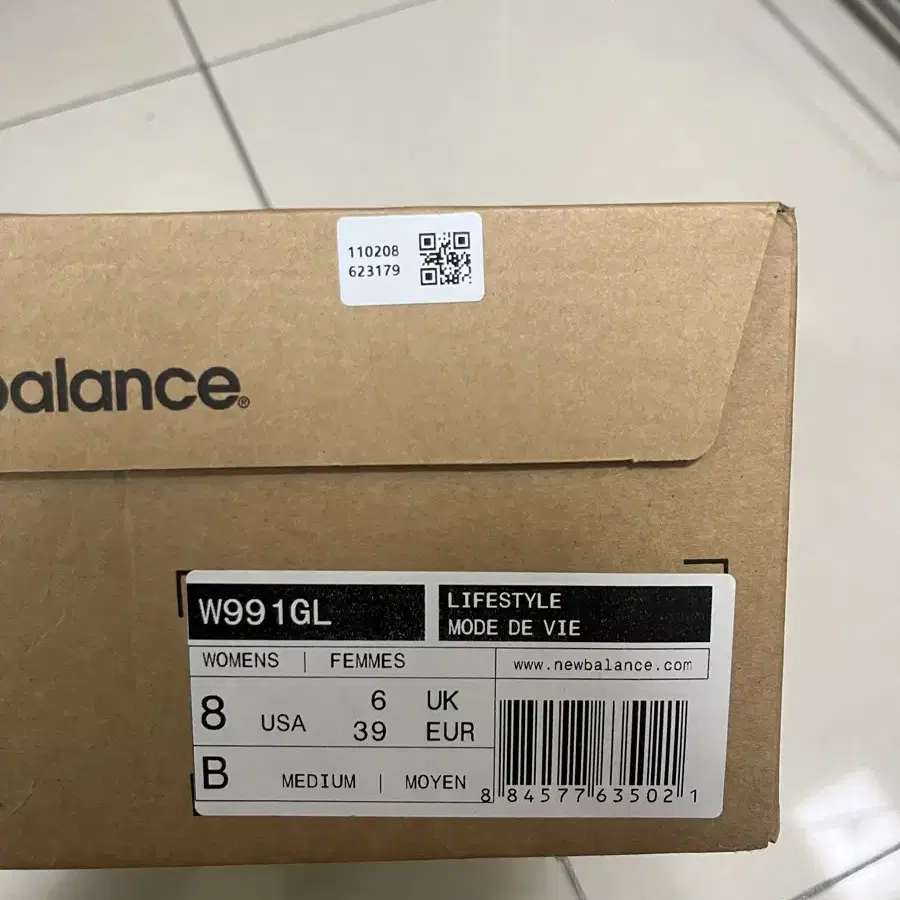 110208
623179
balance®
W991GL
LIFESTYLE
MODE DE VIE
WOMENS | FEMMES
www.newbalance.com
8 USA
6 UK
39 EUR
B MEDIUM | MOYEN
8 84577 63502 1